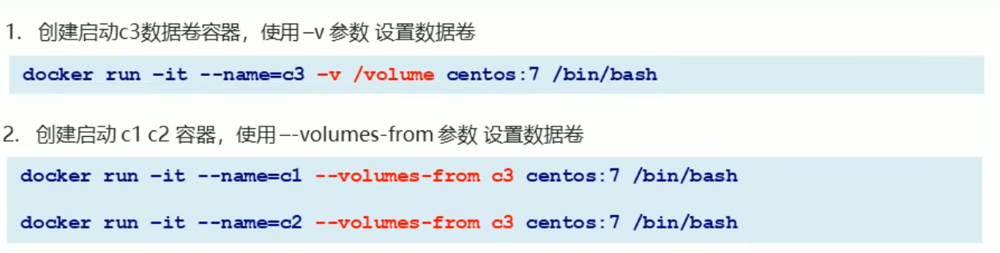 1. 创建启动c3数据卷容器，使用 –v 参数 设置数据卷
docker run –it --name=c3 –v /volume centos:7 /bin/bash
2. 创建启动 c1 c2 容器，使用 –-volumes-from 参数 设置数据卷
docker run –it --name=c1 --volumes-from c3 centos:7 /bin/bash
docker run –it --name=c2 --volumes-from c3 centos:7 /bin/bash